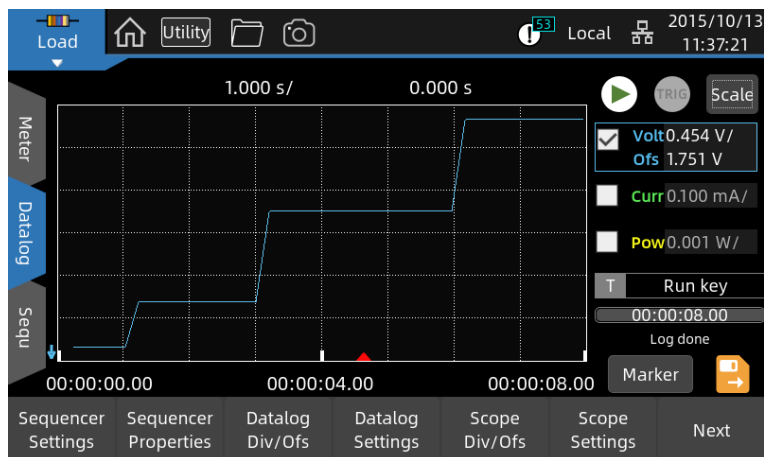 Load
Utility
53
Local
2015/10/13
11:37:21
1.000 s/
0.000 s
TRIG
Scale
Meter
Datalog
Sequ
Volt 0.454 V/
Ofs 1.751 V
Curr 0.100 mA/
Pow 0.001 W/
T Run key
00:00:08.00
Log done
00:00:00.00
00:00:04.00
00:00:08.00
Marker
Sequencer
Settings
Sequencer
Properties
Datalog
Div/Ofs
Datalog
Settings
Scope
Div/Ofs
Scope
Settings
Next